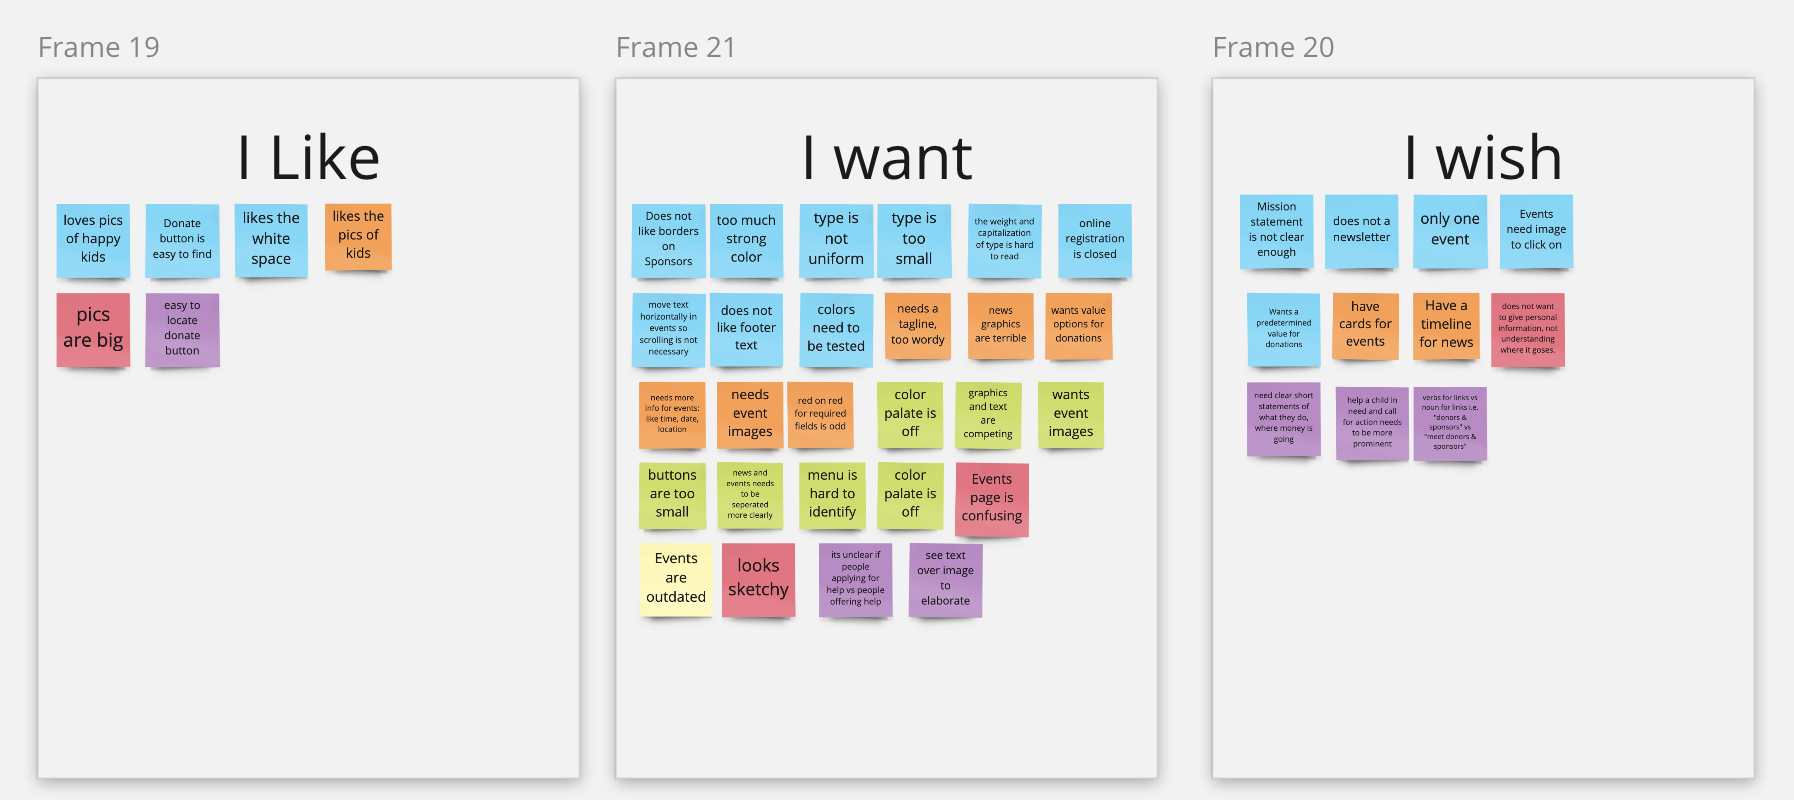 Frame 19
I Like
loves pics
of happy
kids
Donate
button is
easy to find
likes the
white
space
likes the
pics of
kids
pics
are big
easy to
locate
donate
button
Frame 21
I want
Does not
like borders
on
Sponsors
too much
strong
color
type is
not
uniform
type is
too
small
the weight and
capitalization
of type is hard
to read
online
registration
is closed
move text
horizontally in
events so
scrolling is not
necessary
does not
like footer
text
colors
need to
be tested
needs a
tagline,
too wordy
news
graphics
are terrible
wants value
options for
donations
needs more
info for events:
like time, date,
location
needs
event
images
red on red
for required
fields is odd
color
palate is
off
graphics
and text
are
competing
wants
event
images
buttons
are too
small
news and
events needs
to be
seperated
more clearly
menu is
hard to
identify
color
palate is
off
Events
page is
confusing
Events
are
outdated
looks
sketchy
its unclear if
people
applying for
help vs people
offering help
see text
over image
to
elaborate
Frame 20
I wish
Mission
statement
is not clear
enough
does not a
newsletter
only one
event
Events
need image
to click on
Wants a
predetermined
value for
donations
have
cards for
events
Have a
timeline
for news
does not want
to give personal
information, not
understanding
where it goses.
need clear short
statements of
what they do,
where money is
going
help a child in
need and call
for action needs
to be more
prominent
verbs for links vs
noun for links i.e.
"donors &
sponsors" vs
"meet donors &
sponsors"